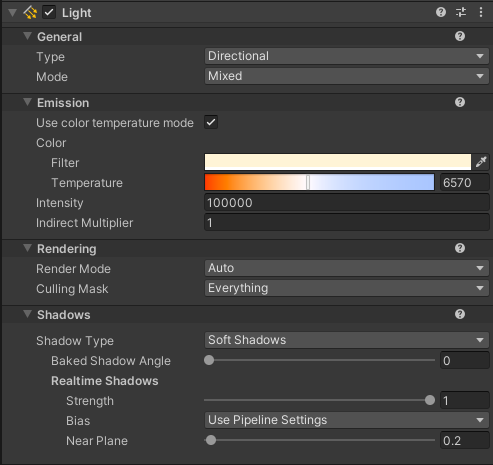 Light
General
Type Directional
Mode Mixed
Emission
Use color temperature mode
Color
Filter
Temperature 6570
Intensity 100000
Indirect Multiplier 1
Rendering
Render Mode Auto
Culling Mask Everything
Shadows
Shadow Type Soft Shadows
Baked Shadow Angle 0
Realtime Shadows
Strength 1
Bias Use Pipeline Settings
Near Plane 0.2